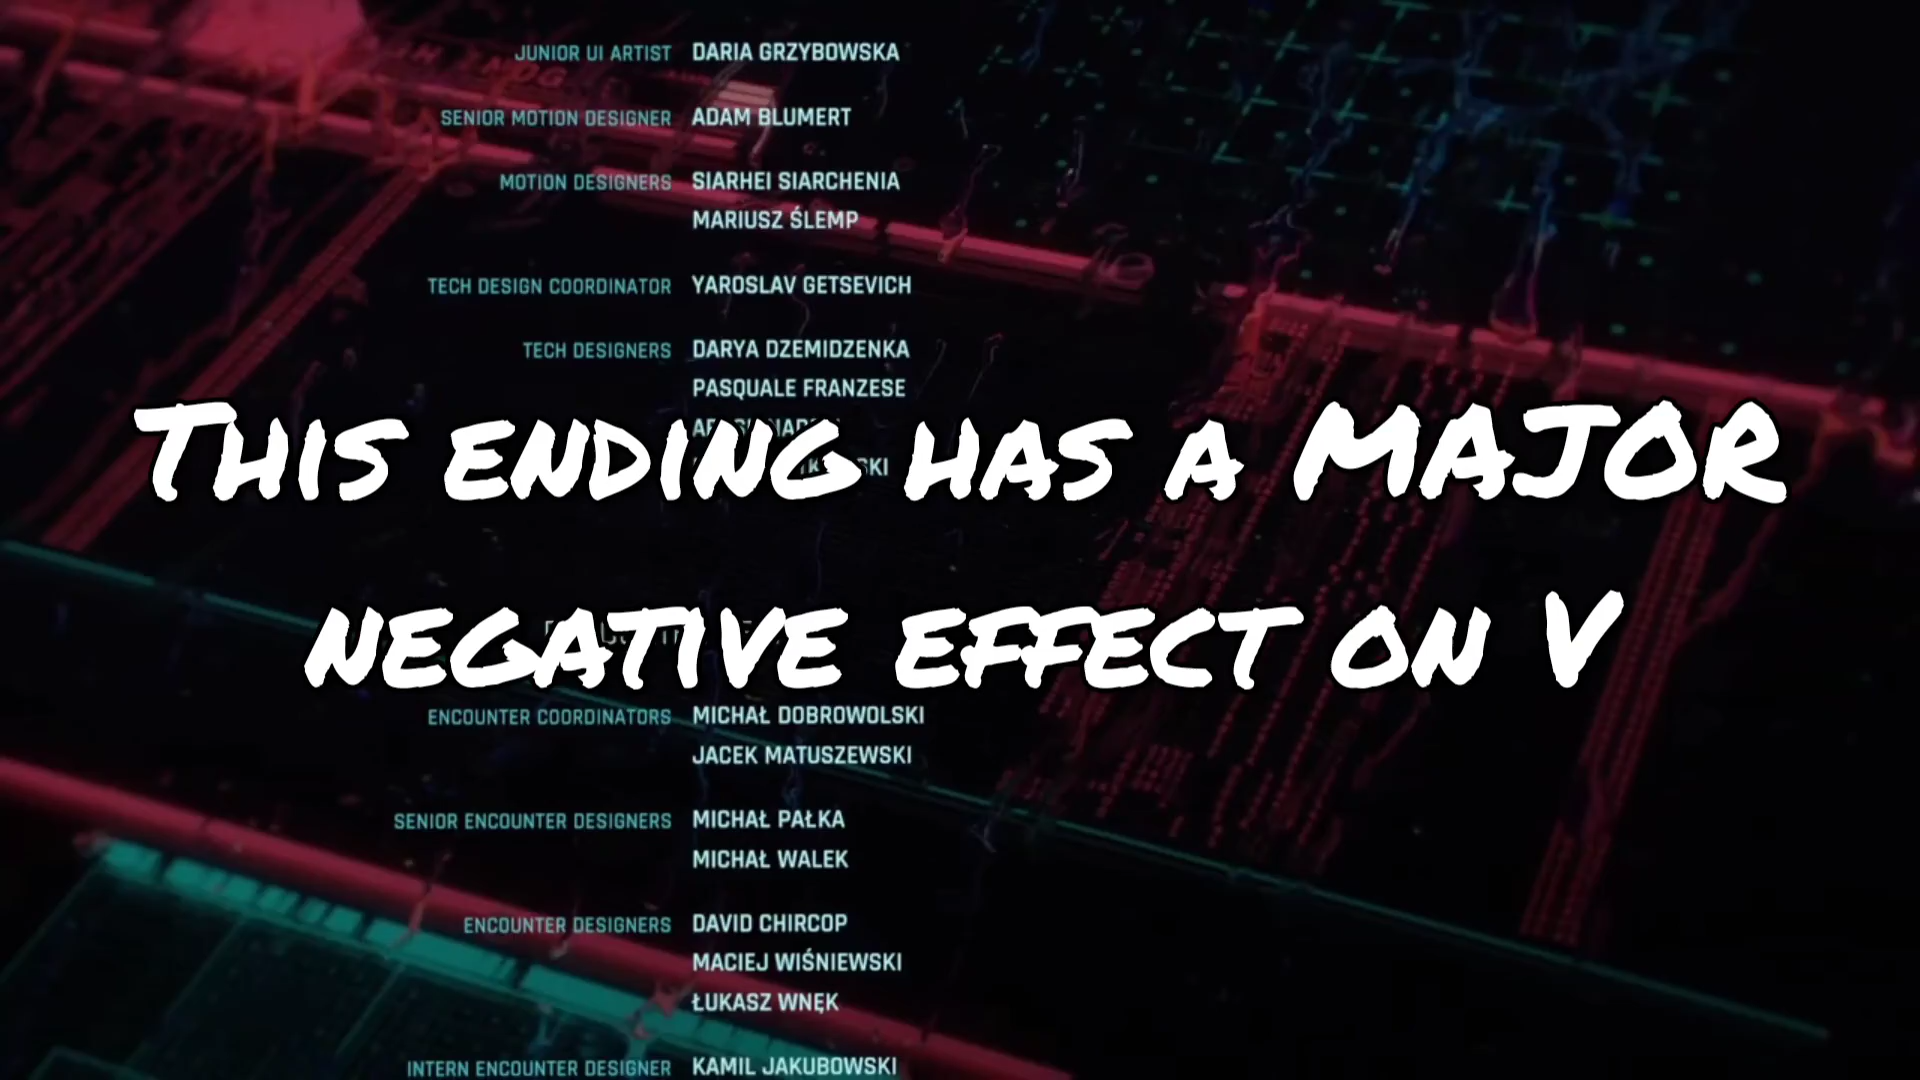 JUNIOR UI ARTIST DARIA GRZYBOWSKA
SENIOR MOTION DESIGNER ADAM BLUMERT
MOTION DESIGNERS SIARHEI SIARCHENIA
MARIUSZ ŚLEMP
TECH DESIGN COORDINATOR YAROSLAV GETSEVICH
TECH DESIGNERS DARYA DZEMIDZENKA
PASQUALE FRANZESE
THIS ENDING HAS A MAJOR
NEGATIVE EFFECT ON V
ENCOUNTER COORDINATORS MICHAŁ DOBROWOLSKI
JACEK MATUSZEWSKI
SENIOR ENCOUNTER DESIGNERS MICHAŁ PAŁKA
MICHAŁ WALEK
ENCOUNTER DESIGNERS DAVID CHIRCOP
MACIEJ WIŚNIEWSKI
ŁUKASZ WNĘK
INTERN ENCOUNTER DESIGNER KAMIL JAKUBOWSKI